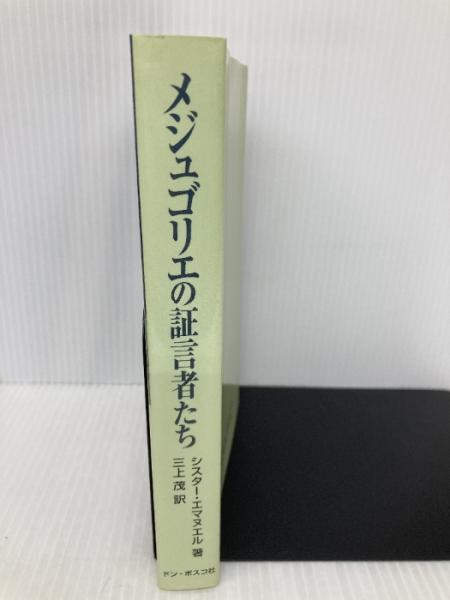 メジュゴリエの証言者たち
シスター・エマヌエル 著
三上 茂 訳
ドン・ボスコ社